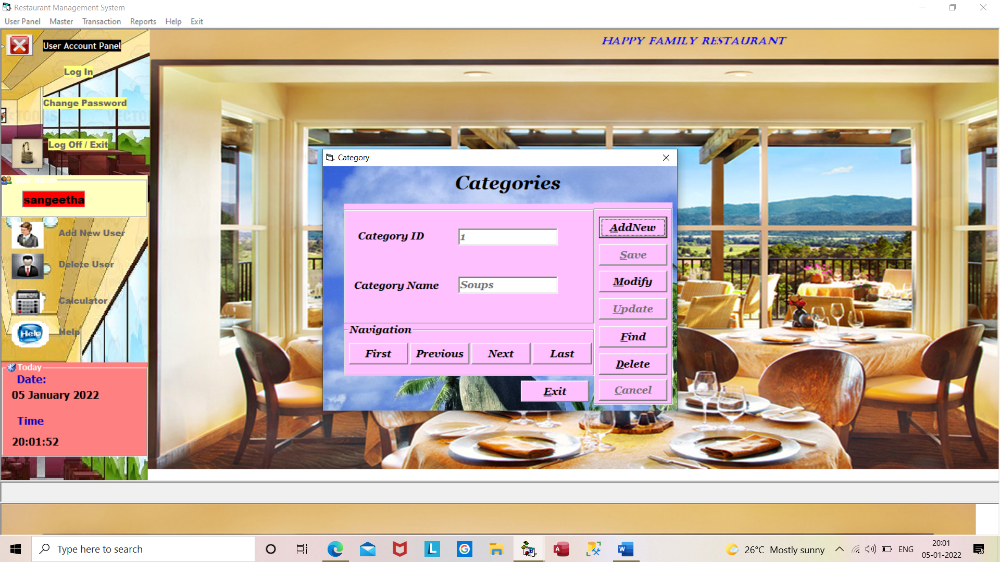 Restaurant Management System
User Panel Master Transaction Reports Help Exit
User Account Panel
HAPPY FAMILY RESTAURANT
Log In
Change Password
Log Off / Exit
User Name
sangeetha
Add New User
Delete User
Calculator
Help
Help
Today
Date:
05 January 2022
Time
20:01:52
Category
Categories
Category ID
1
Category Name
Soups
Navigation
First Previous Next Last
Exit
AddNew
Save
Modify
Update
Find
Delete
Cancel
Type here to search
26°C Mostly sunny
ENG
20:01
05-01-2022